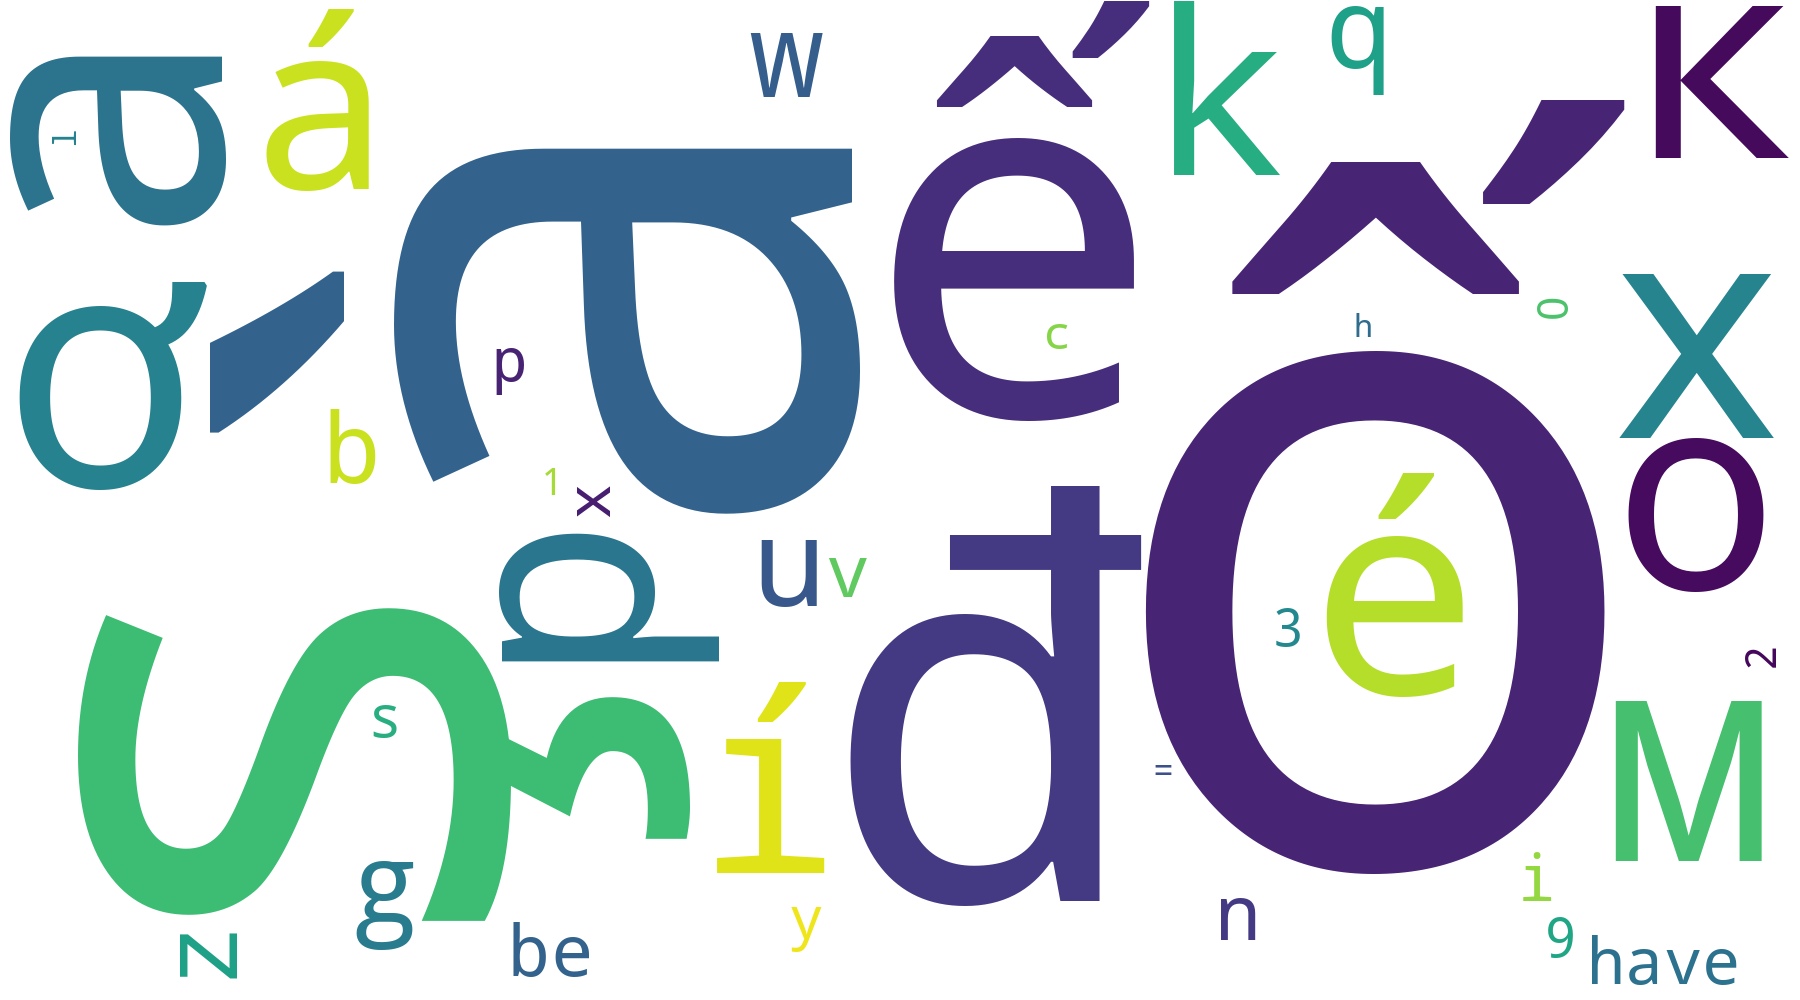 a
á
w
ế
k
q
к
1
á
ố
ơ
b
p
c
h
o
x
1
x
p
u
v
đ
é
3
o
2
ş
s
í
=
м
g
z
be
y
n
i
9
have